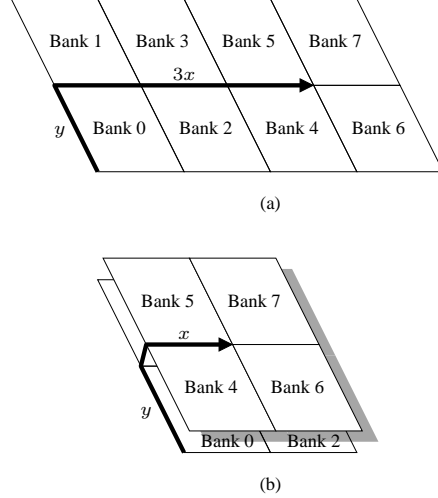 Bank 1 Bank 3 Bank 5 Bank 7
3x
y Bank 0 Bank 2 Bank 4 Bank 6
(a)
Bank 5 Bank 7
x
Bank 4 Bank 6
y
Bank 0 Bank 2
(b)